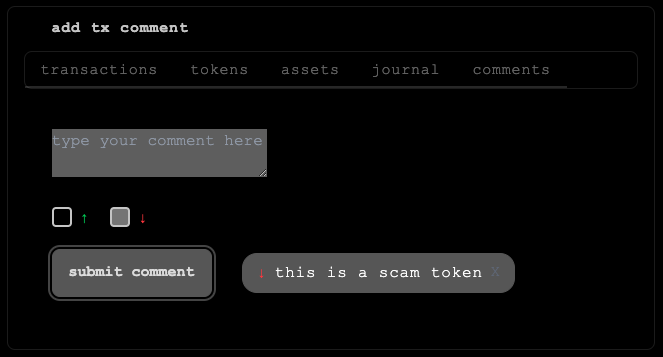 add tx comment
transactions tokens assets journal comments
type your comment here
↑ ↓
submit comment
↓ this is a scam token X